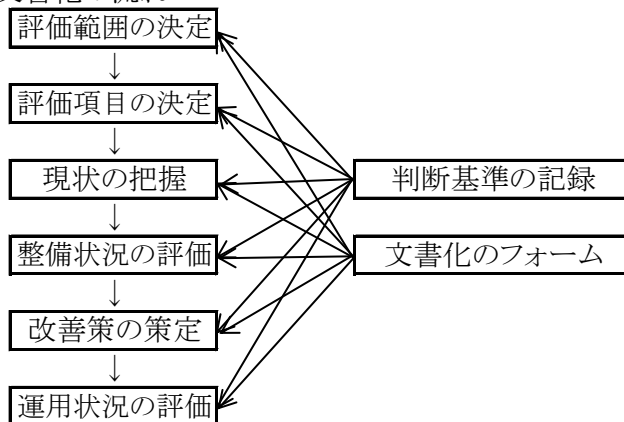 評価範囲の決定
↓
評価項目の決定
↓
現状の把握
判断基準の記録
↓
整備状況の評価
文書化のフォーム
↓
改善策の策定
↓
運用状況の評価